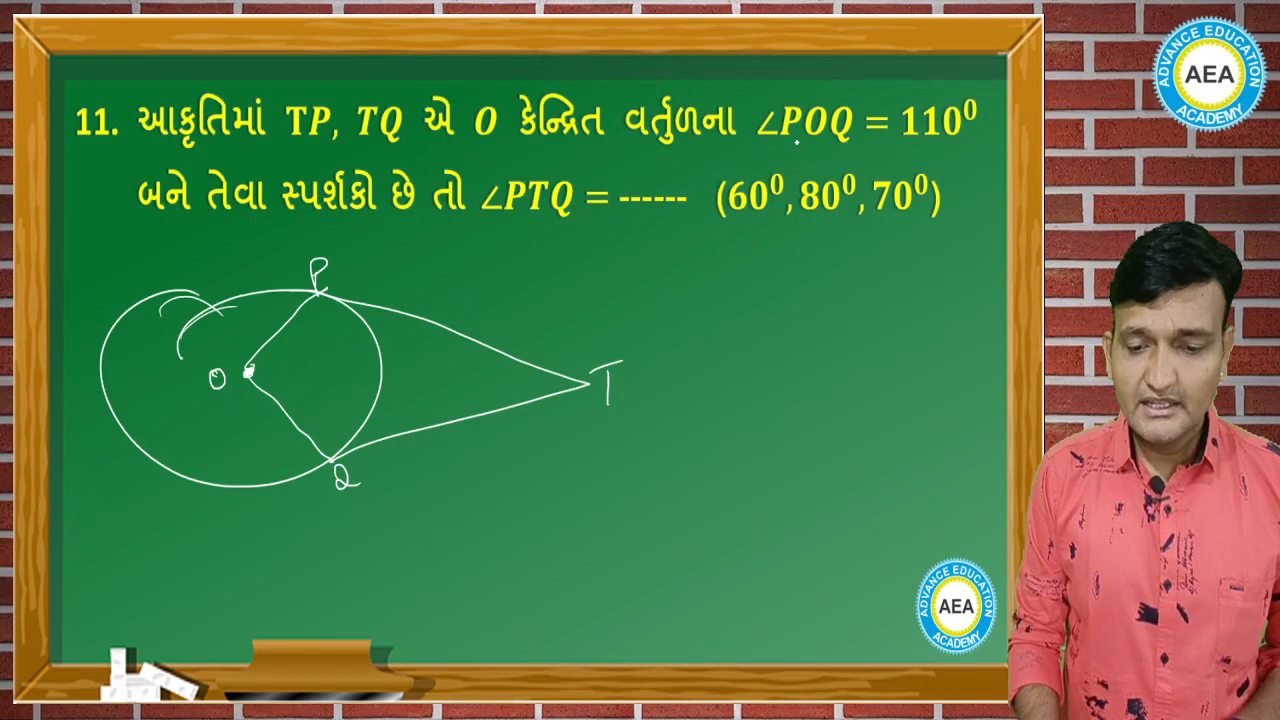 11. આકૃતિમાં TP, TQ એ O કેન્દ્રિત વર્તુળના ∠POQ = 110⁰
બને તેવા સ્પર્શકો છે તો ∠PTQ = ------ (60⁰, 80⁰, 70⁰)
P
O
T
Q
ADVANCE EDUCATION
AEA
ACADEMY
ADVANCE EDUCATION
AEA
ACADEMY